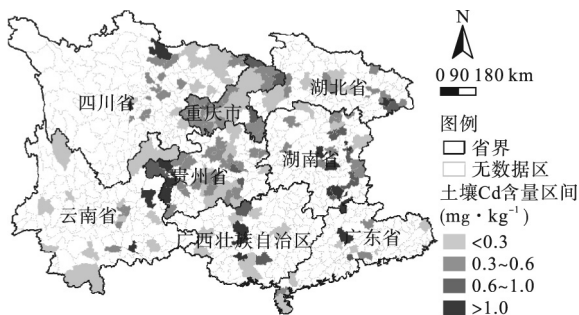 N
0 90 180 km
四川省
重庆市
湖北省
湖南省
贵州省
云南省
广西壮族自治区
广东省
图例
省界
无数据区
土壤Cd含量区间
(mg·kg⁻¹)
<0.3
0.3~0.6
0.6~1.0
>1.0